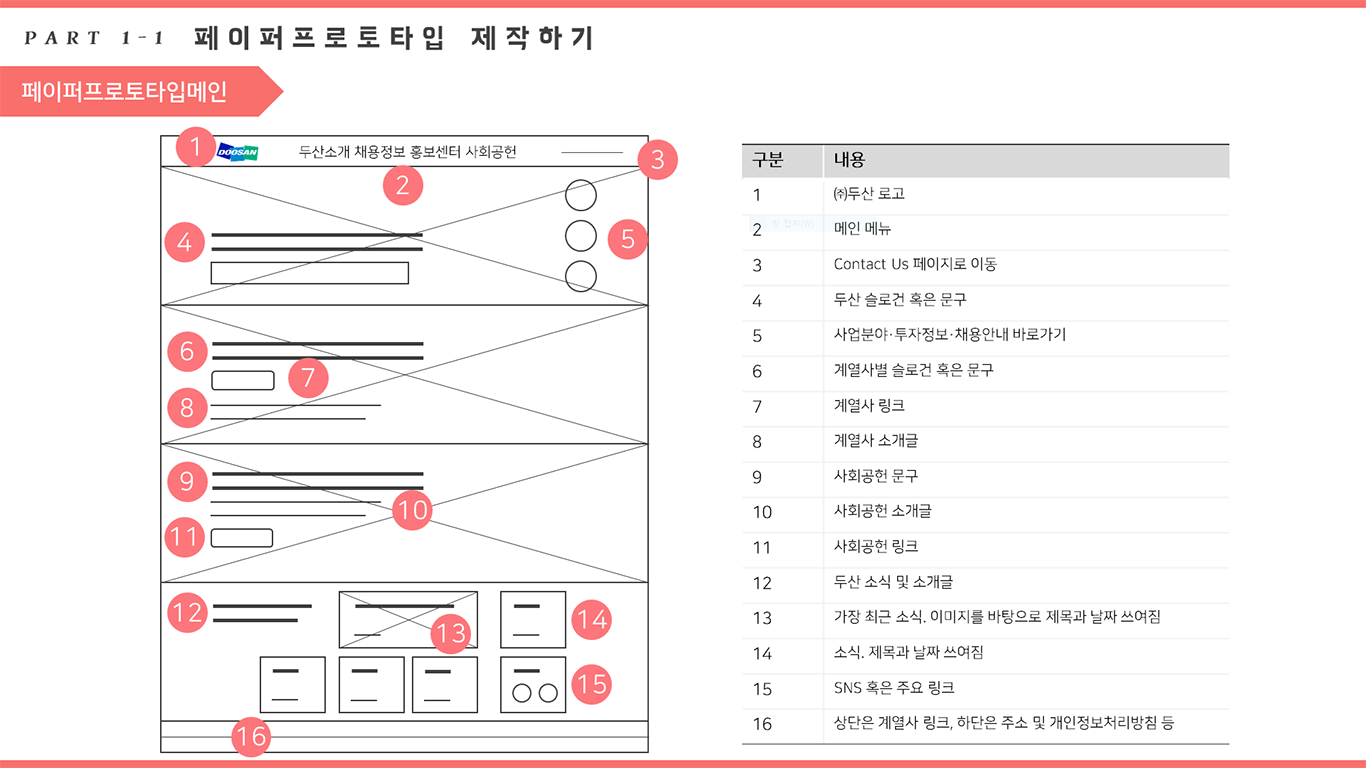 PART 1-1 페이퍼프로토타입 제작하기
페이퍼프로토타입메인
1 DOOSAN 두산소개 채용정보 홍보센터 사회공헌 3
2
4
5
6
7
8
9
10
11
12
13
14
15
16
구분 내용
1 ㈜두산 로고
2 메인 메뉴
3 Contact Us 페이지로 이동
4 두산 슬로건 혹은 문구
5 사업분야·투자정보·채용안내 바로가기
6 계열사별 슬로건 혹은 문구
7 계열사 링크
8 계열사 소개글
9 사회공헌 문구
10 사회공헌 소개글
11 사회공헌 링크
12 두산 소식 및 소개글
13 가장 최근 소식. 이미지를 바탕으로 제목과 날짜 쓰여짐
14 소식. 제목과 날짜 쓰여짐
15 SNS 혹은 주요 링크
16 상단은 계열사 링크, 하단은 주소 및 개인정보처리방침 등